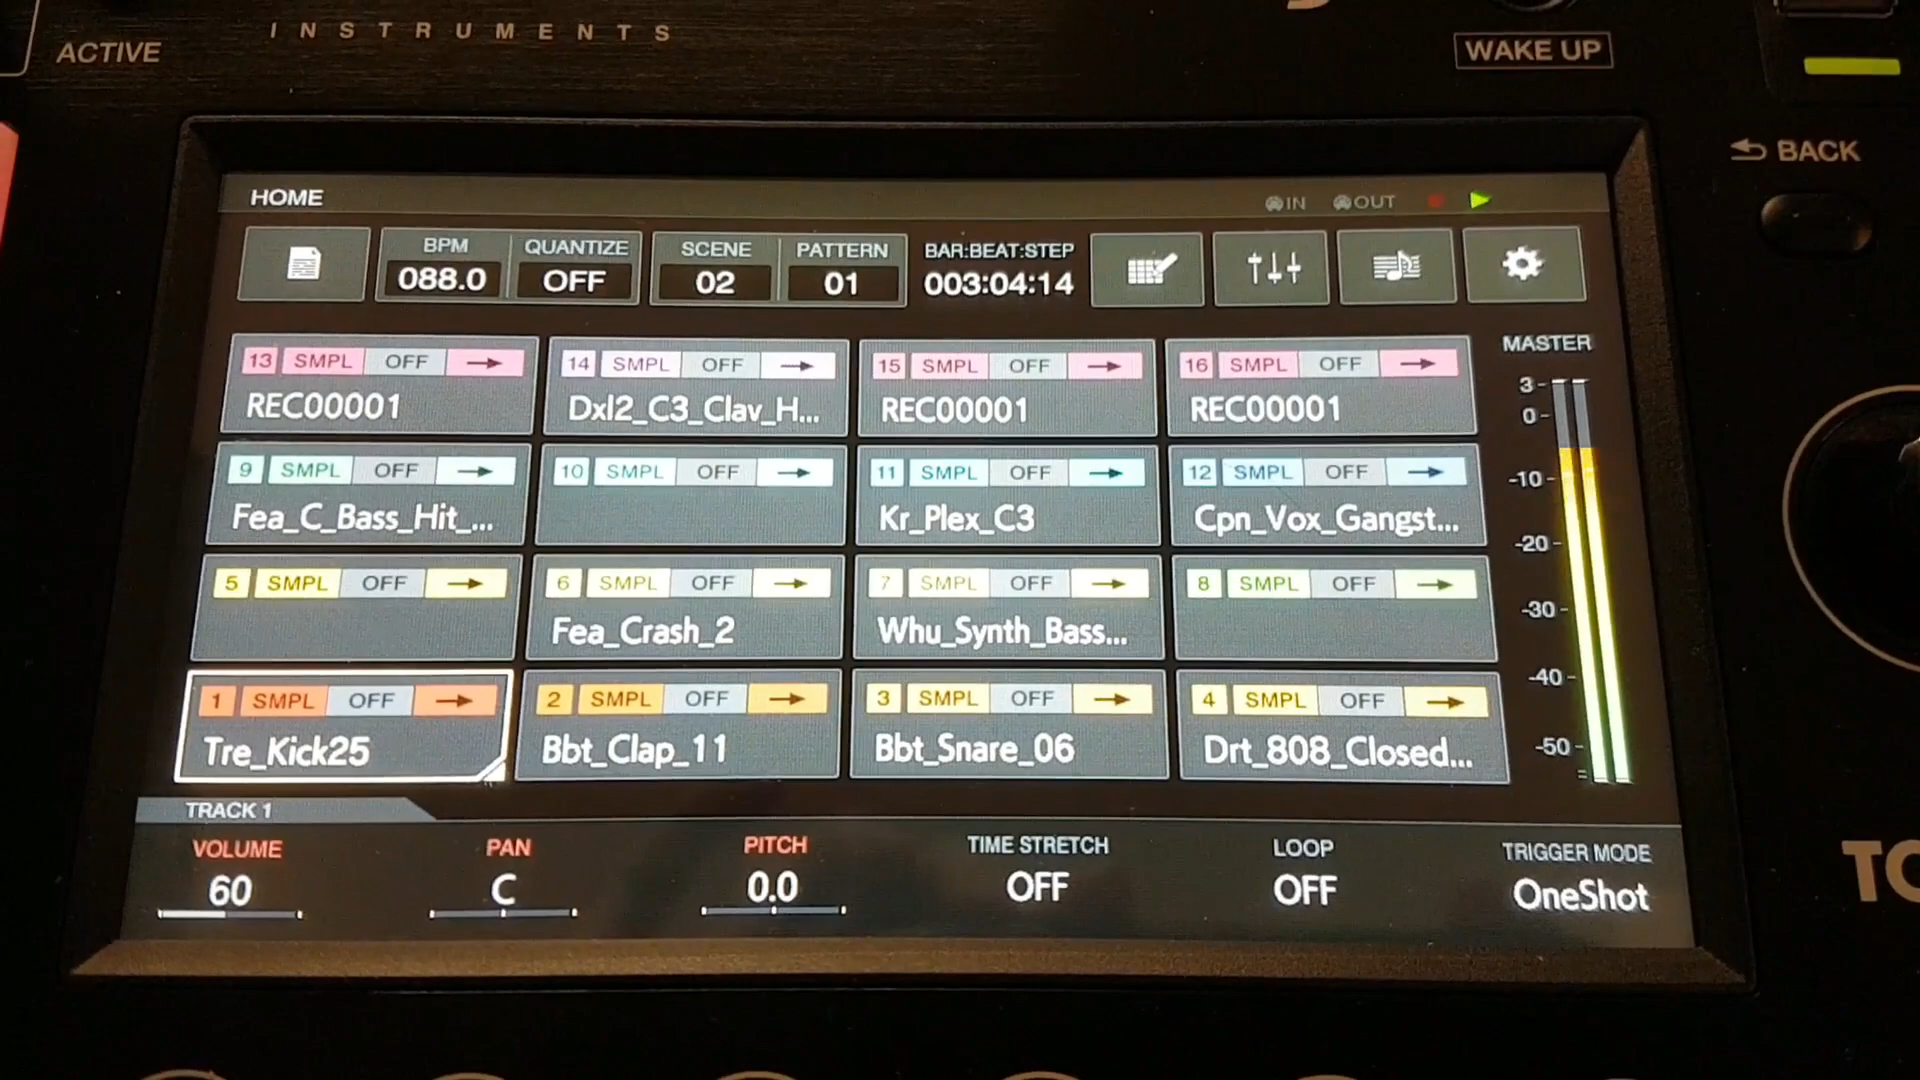 INSTRUMENTS
ACTIVE
WAKE UP
BACK
HOME
IN OUT
BPM QUANTIZE SCENE PATTERN BAR:BEAT:STEP
088.0 OFF 02 01 003:04:14
MASTER
13 SMPL OFF → 14 SMPL OFF → 15 SMPL OFF → 16 SMPL OFF →
REC00001 Dxl2_C3_Clav_H... REC00001 REC00001
9 SMPL OFF → 10 SMPL OFF → 11 SMPL OFF → 12 SMPL OFF →
Fea_C_Bass_Hit_... Kr_Plex_C3 Cpn_Vox_Gangst...
5 SMPL OFF → 6 SMPL OFF → 7 SMPL OFF → 8 SMPL OFF →
Fea_Crash_2 Whu_Synth_Bass...
1 SMPL OFF → 2 SMPL OFF → 3 SMPL OFF → 4 SMPL OFF →
Tre_Kick25 Bbt_Clap_11 Bbt_Snare_06 Drt_808_Closed...
3
0
-10
-20
-30
-40
-50
TRACK 1
VOLUME PAN PITCH TIME STRETCH LOOP TRIGGER MODE
60 C 0.0 OFF OFF OneShot